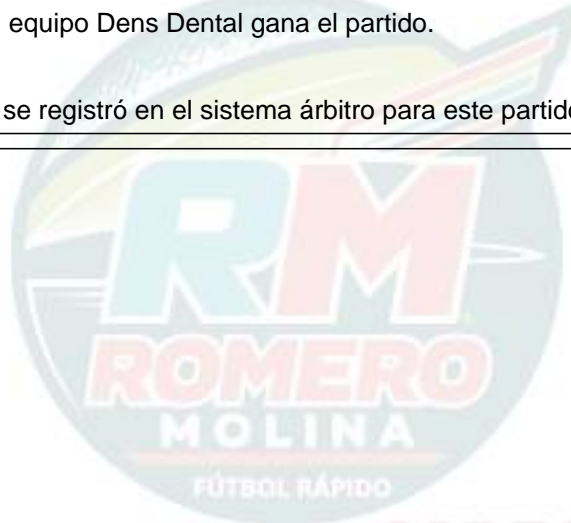 equipo Dens Dental gana el partido.
se registró en el sistema árbitro para este partido
RM
ROMERO
MOLINA
FÚTBOL RÁPIDO